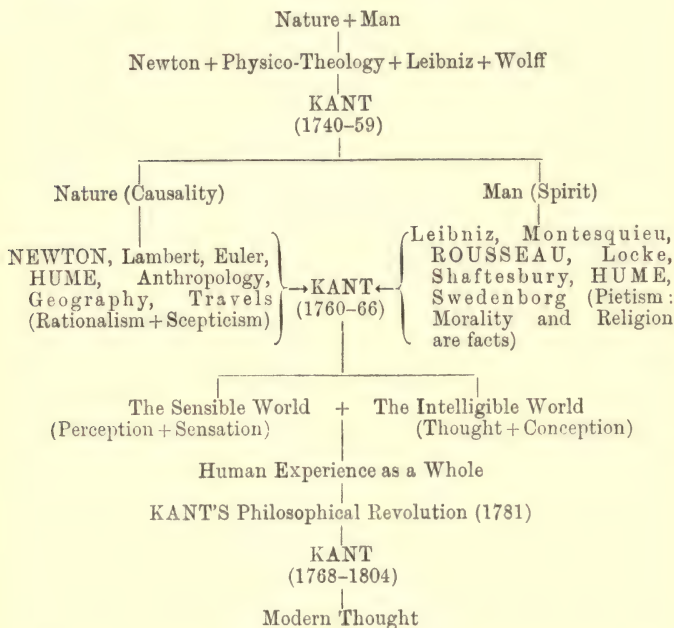 Nature + Man
Newton + Physico-Theology + Leibniz + Wolff
KANT
(1740–59)
Nature (Causality)
Man (Spirit)
NEWTON, Lambert, Euler,
HUME, Anthropology,
Geography, Travels
(Rationalism + Scepticism)
→KANT←
(1760–66)
Leibniz, Montesquieu,
ROUSSEAU, Locke,
Shaftesbury, HUME,
Swedenborg (Pietism:
Morality and Religion
are facts)
The Sensible World + The Intelligible World
(Perception + Sensation) (Thought + Conception)
Human Experience as a Whole
KANT'S Philosophical Revolution (1781)
KANT
(1768–1804)
Modern Thought